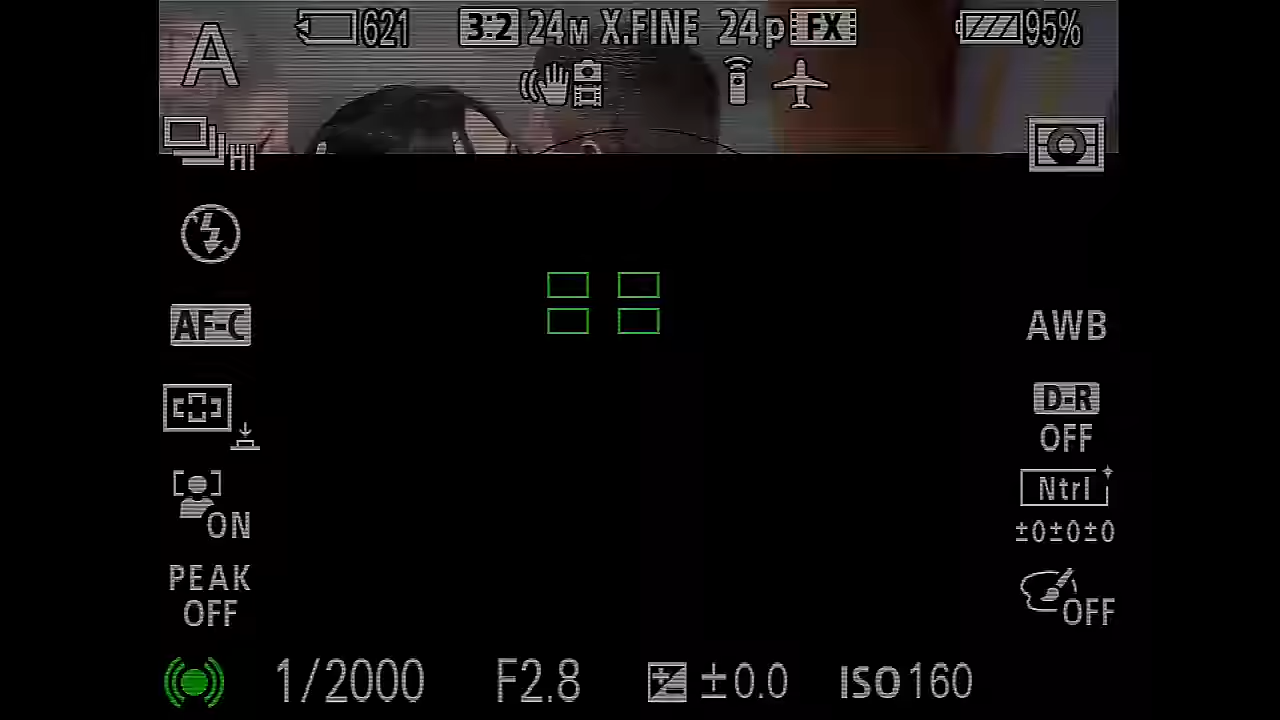 A 621 3:2 24M X.FINE 24p FX 95%
HI
AF-C
AWB
D-R
OFF
Ntrl
ON
±0±0±0
PEAK
OFF
OFF
1/2000 F2.8 ±0.0 ISO160